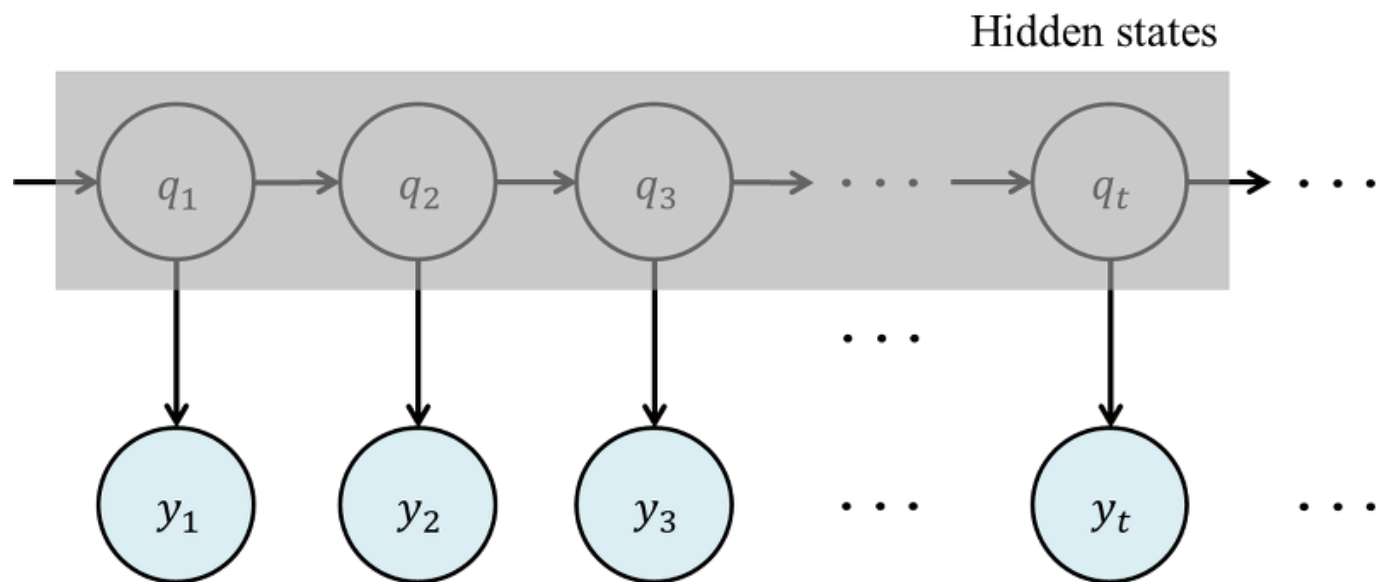 Hidden states
q₁ q₂ q₃ . . . qₜ . . .
. . .
y₁ y₂ y₃ . . . yₜ . . .